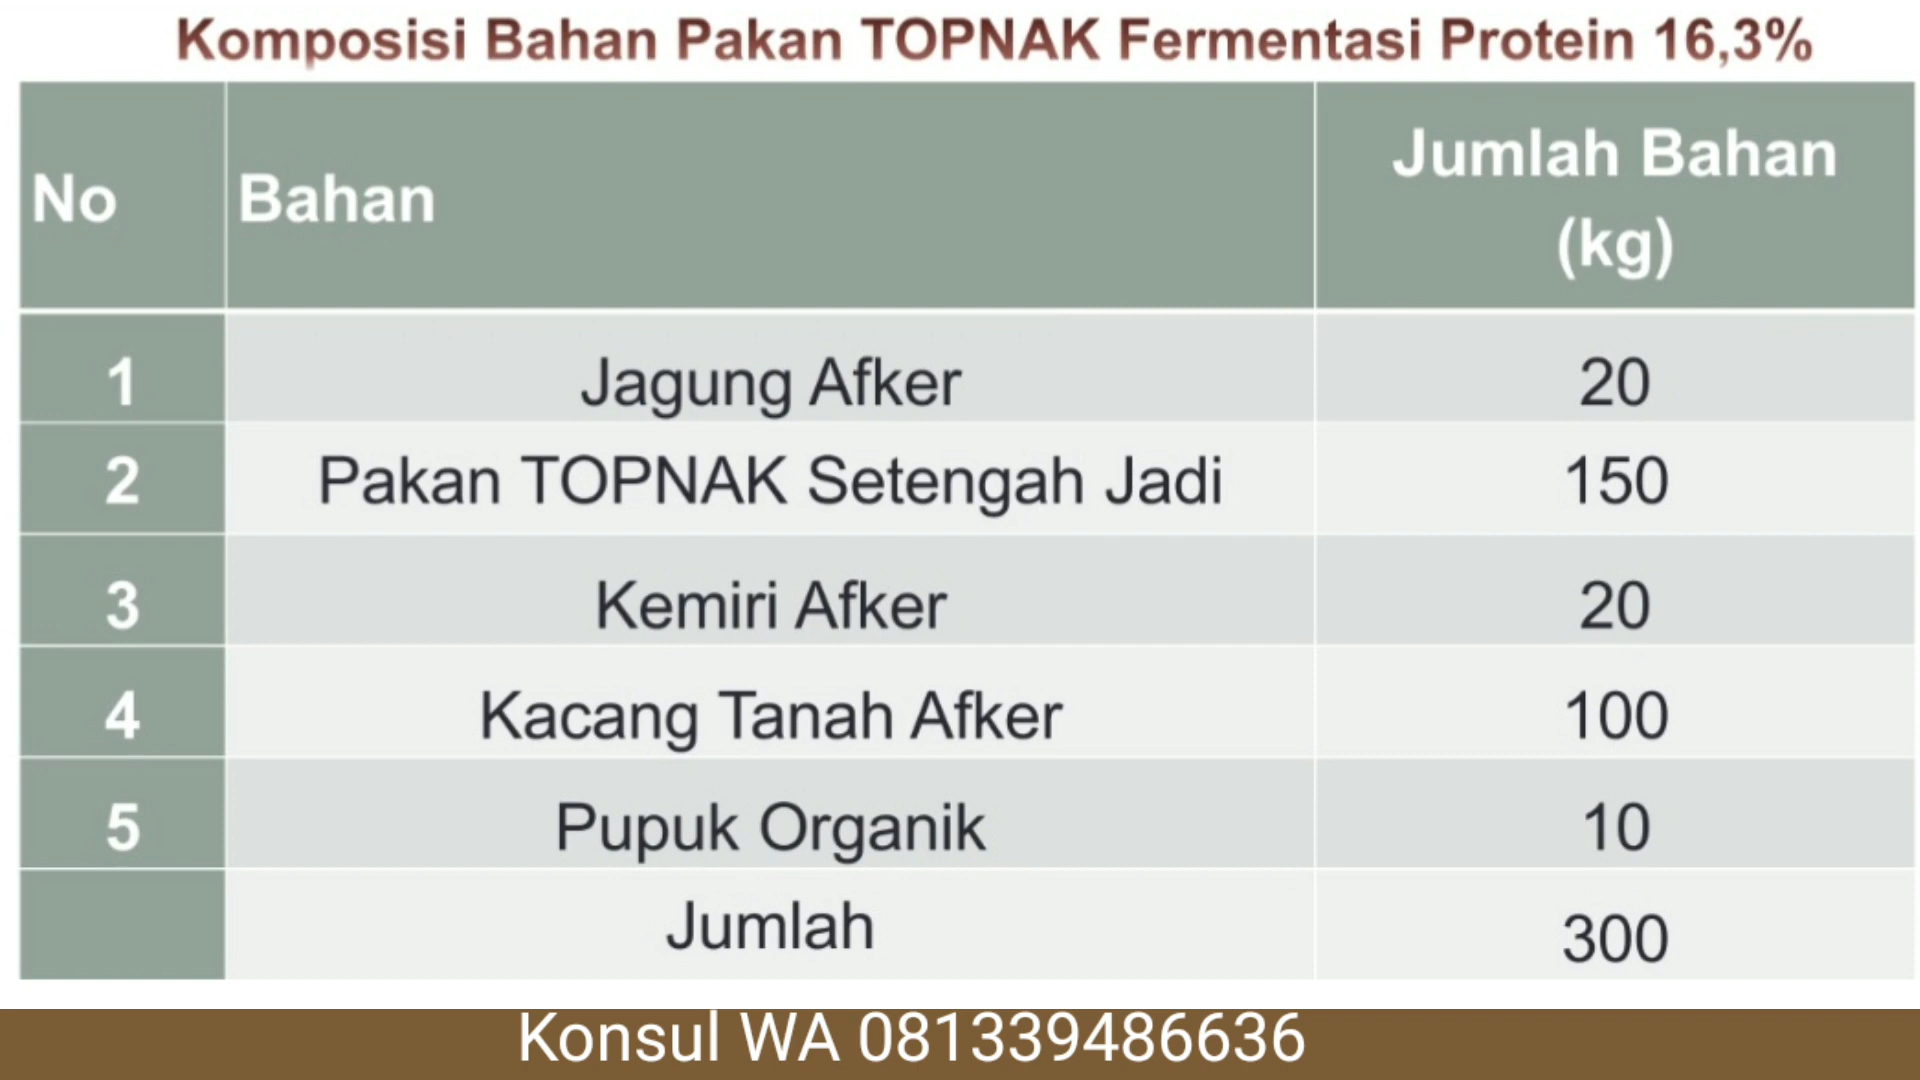 Komposisi Bahan Pakan TOPNAK Fermentasi Protein 16,3%
No Bahan Jumlah Bahan (kg)
1 Jagung Afker 20
2 Pakan TOPNAK Setengah Jadi 150
3 Kemiri Afker 20
4 Kacang Tanah Afker 100
5 Pupuk Organik 10
Jumlah 300
Konsul WA 081339486636